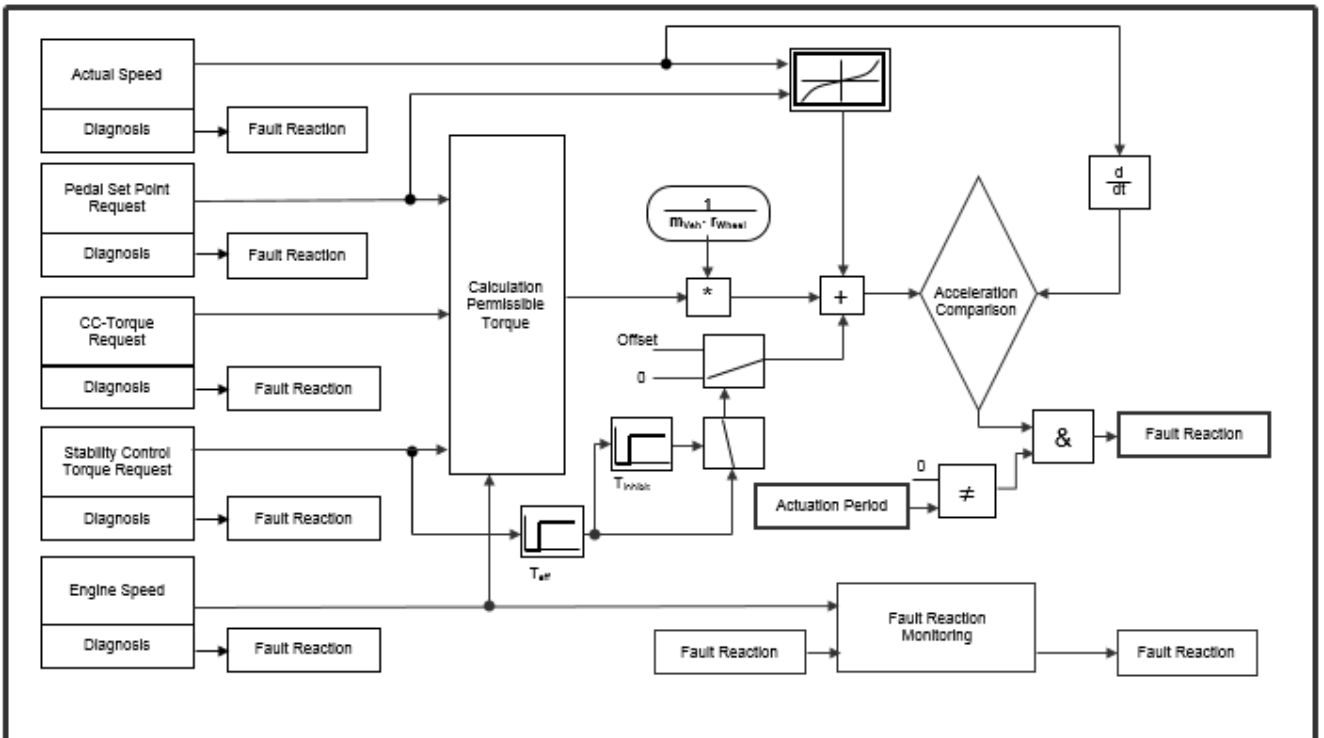 Actual Speed
Diagnosis
Fault Reaction
Pedal Set Point
Request
Diagnosis
Fault Reaction
CC-Torque
Request
Diagnosis
Fault Reaction
Stability Control
Torque Request
Diagnosis
Fault Reaction
Engine Speed
Diagnosis
Fault Reaction
Calculation
Permissible
Torque
1
mVeh· rWheel
*
+
d
dt
Acceleration
Comparison
Offset
0
TInhibit
Teff
&
Fault Reaction
0
≠
Actuation Period
Fault Reaction
Monitoring
Fault Reaction
Fault Reaction